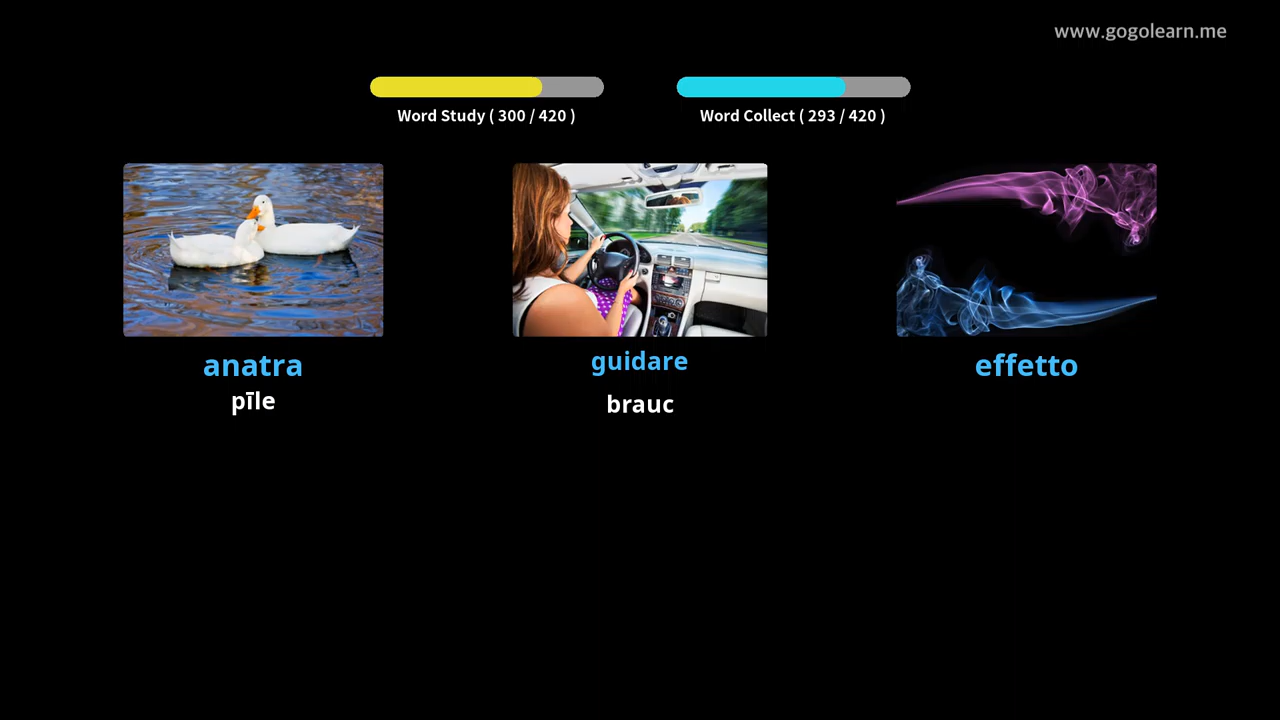 www.gogolearn.me
Word Study ( 300 / 420 )
Word Collect ( 293 / 420 )
anatra
pīle
guidare
brauc
effetto